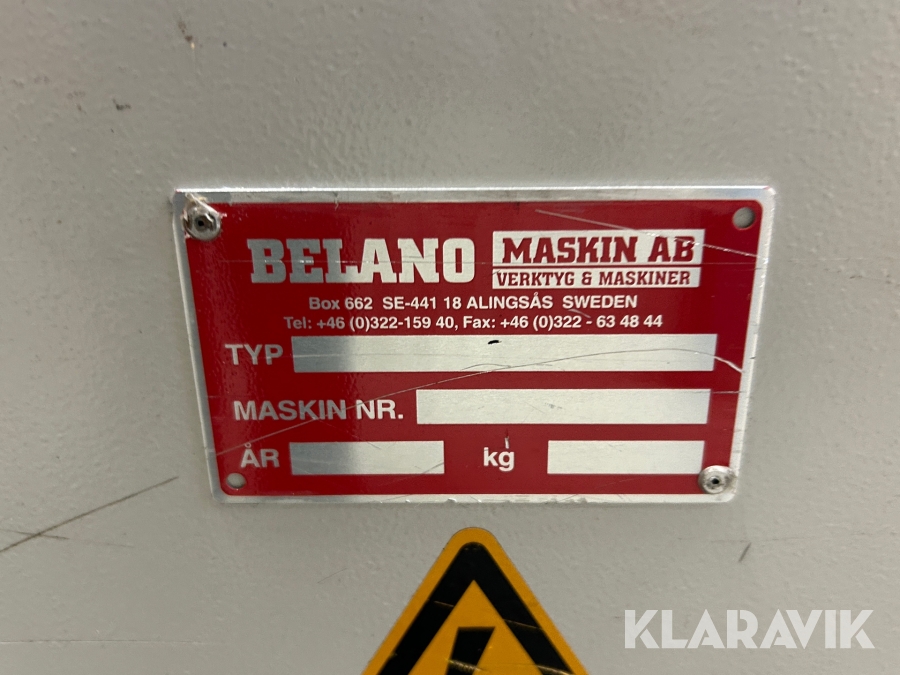 BELANO MASKIN AB
VERKTYG & MASKINER
Box 662 SE-441 18 ALINGSÅS SWEDEN
Tel: +46 (0)322-159 40, Fax: +46 (0)322 - 63 48 44
TYP
MASKIN NR.
ÅR kg
KLARAVIK